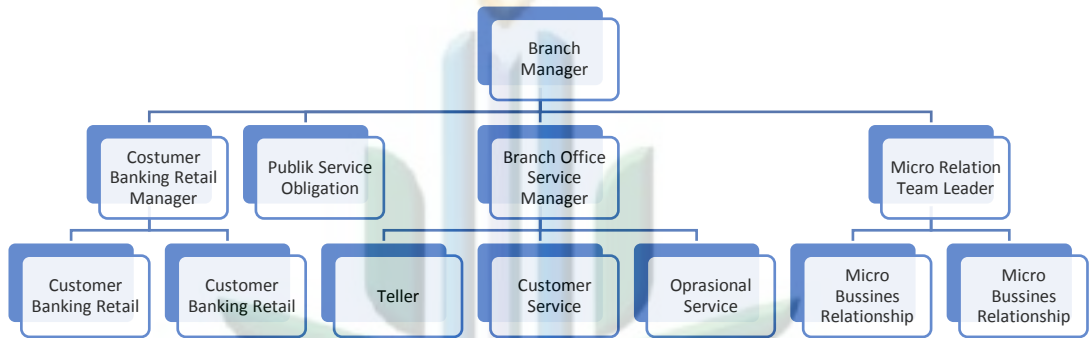 Branch
Manager
Costumer
Banking Retail
Manager
Publik Service
Obligation
Branch Office
Service
Manager
Micro Relation
Team Leader
Customer
Banking Retail
Customer
Banking Retail
Teller
Customer
Service
Oprasional
Service
Micro
Bussines
Relationship
Micro
Bussines
Relationship